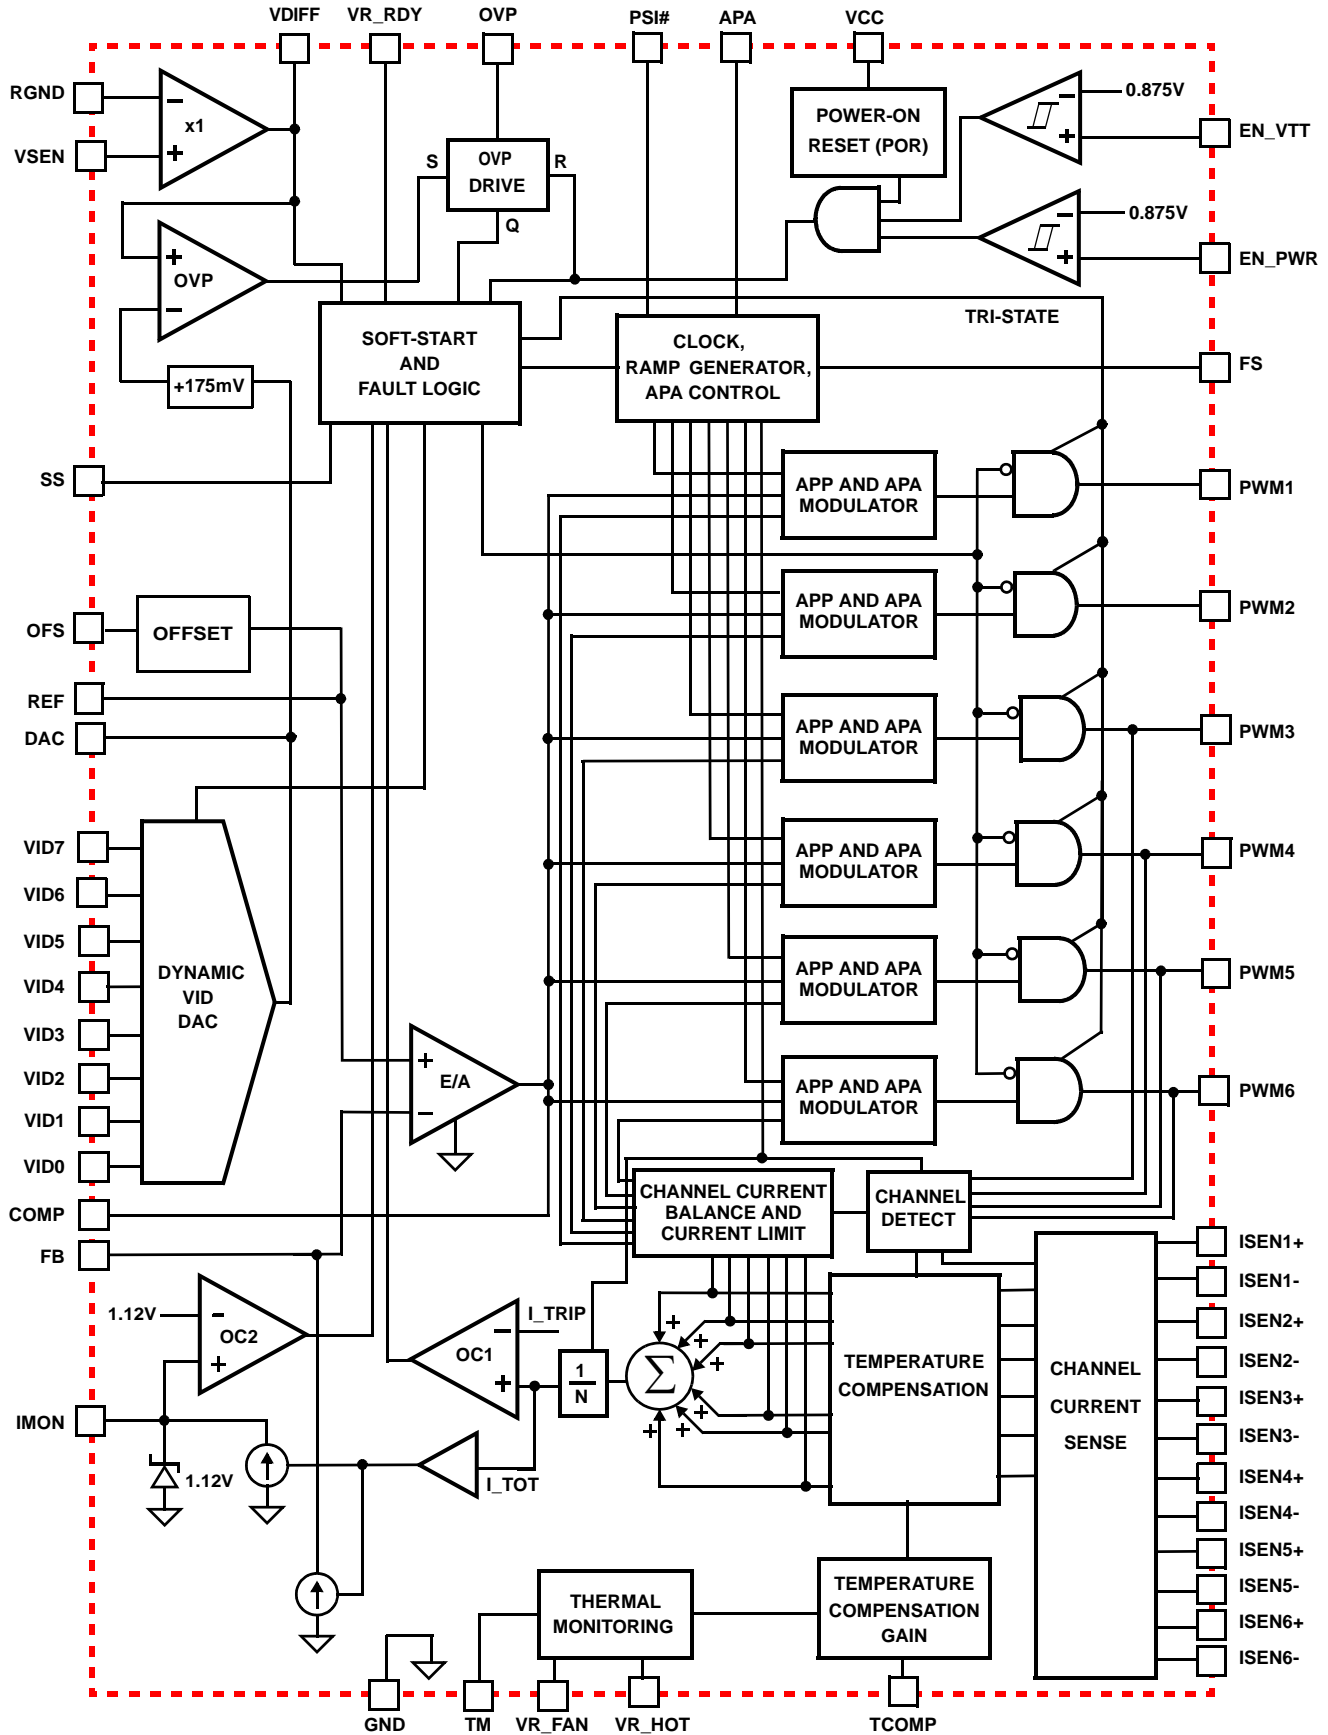 VDIFF
VR_RDY
OVP
PSI#
APA
VCC
RGND
VSEN
−
x1
+
S
OVP
DRIVE
R
Q
POWER-ON
RESET (POR)
−
+
0.875V
EN_VTT
−
+
0.875V
EN_PWR
+
OVP
−
+175mV
SOFT-START
AND
FAULT LOGIC
CLOCK,
RAMP GENERATOR,
APA CONTROL
TRI-STATE
FS
SS
APP AND APA
MODULATOR
PWM1
OFS
OFFSET
APP AND APA
MODULATOR
PWM2
REF
DAC
APP AND APA
MODULATOR
PWM3
VID7
VID6
VID5
VID4
VID3
VID2
VID1
VID0
DYNAMIC
VID
DAC
APP AND APA
MODULATOR
PWM4
APP AND APA
MODULATOR
PWM5
+
E/A
−
APP AND APA
MODULATOR
PWM6
COMP
FB
CHANNEL CURRENT
BALANCE AND
CURRENT LIMIT
CHANNEL
DETECT
1.12V
−
OC2
+
I_TRIP
−
OC1
+
1
N
Σ
+
+
+
+
+
+
TEMPERATURE
COMPENSATION
CHANNEL
CURRENT
SENSE
ISEN1+
ISEN1-
ISEN2+
ISEN2-
ISEN3+
ISEN3-
ISEN4+
ISEN4-
ISEN5+
ISEN5-
ISEN6+
ISEN6-
IMON
1.12V
I_TOT
THERMAL
MONITORING
TEMPERATURE
COMPENSATION
GAIN
GND
TM
VR_FAN
VR_HOT
TCOMP